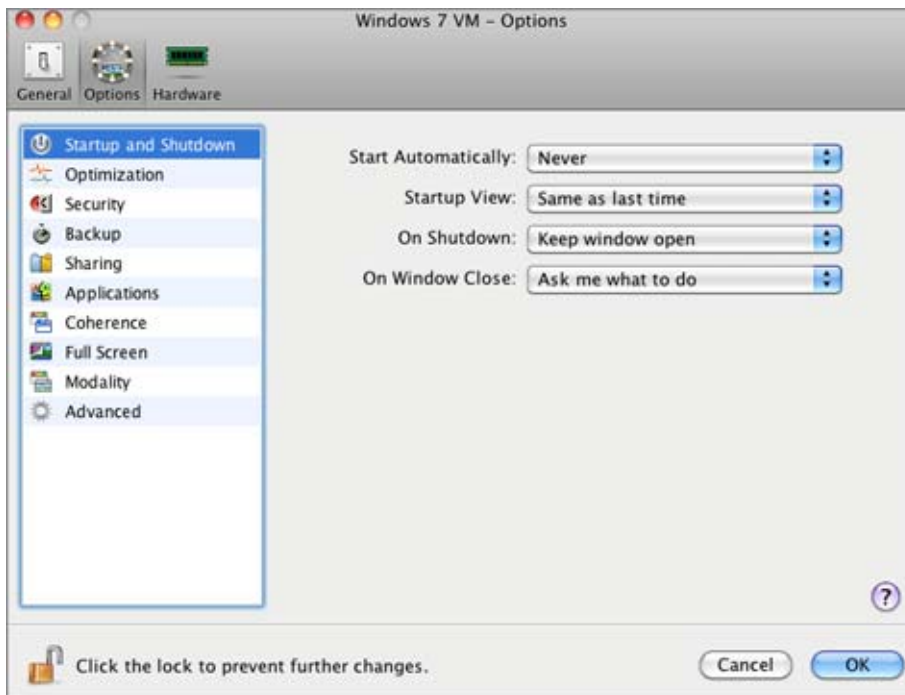 Windows 7 VM – Options
General Options Hardware
Startup and Shutdown
Optimization
Security
Backup
Sharing
Applications
Coherence
Full Screen
Modality
Advanced
Start Automatically: Never
Startup View: Same as last time
On Shutdown: Keep window open
On Window Close: Ask me what to do
?
Click the lock to prevent further changes.
Cancel OK